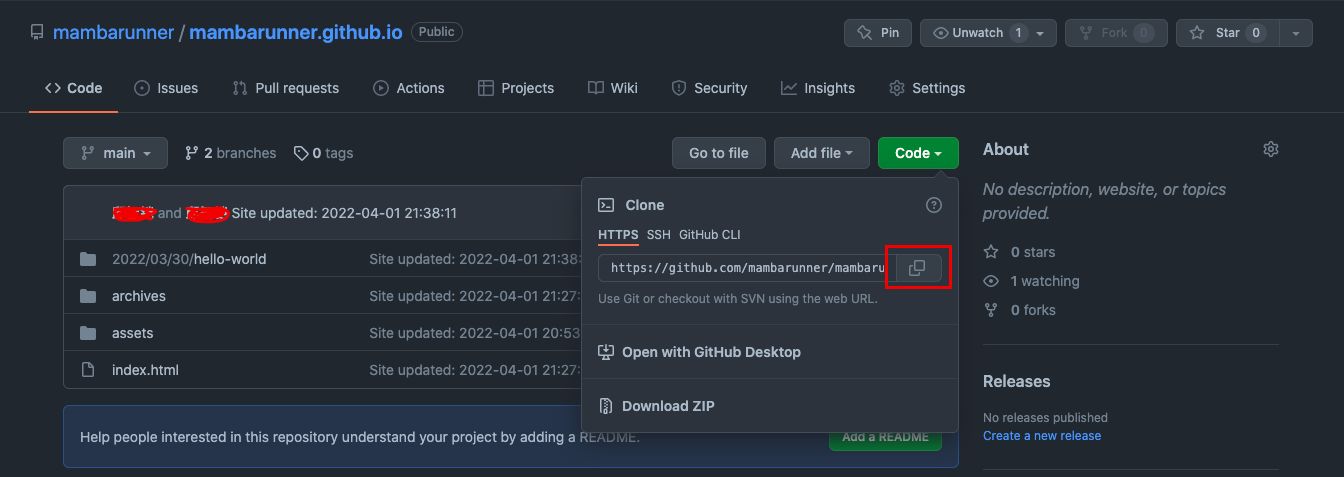 mambarunner / mambarunner.github.io Public
Pin Unwatch 1 Fork 0 Star 0
Code Issues Pull requests Actions Projects Wiki Security Insights Settings
main 2 branches 0 tags Go to file Add file Code
and Site updated: 2022-04-01 21:38:11
2022/03/30/hello-world Site updated: 2022-04-01 21:38:
archives Site updated: 2022-04-01 21:27:
assets Site updated: 2022-04-01 20:53
index.html Site updated: 2022-04-01 21:27:
Help people interested in this repository understand your project by adding a README.
Add a README
Clone
HTTPS SSH GitHub CLI
https://github.com/mambarunner/mambaru
Use Git or checkout with SVN using the web URL.
Open with GitHub Desktop
Download ZIP
About
No description, website, or topics
provided.
0 stars
1 watching
0 forks
Releases
No releases published
Create a new release